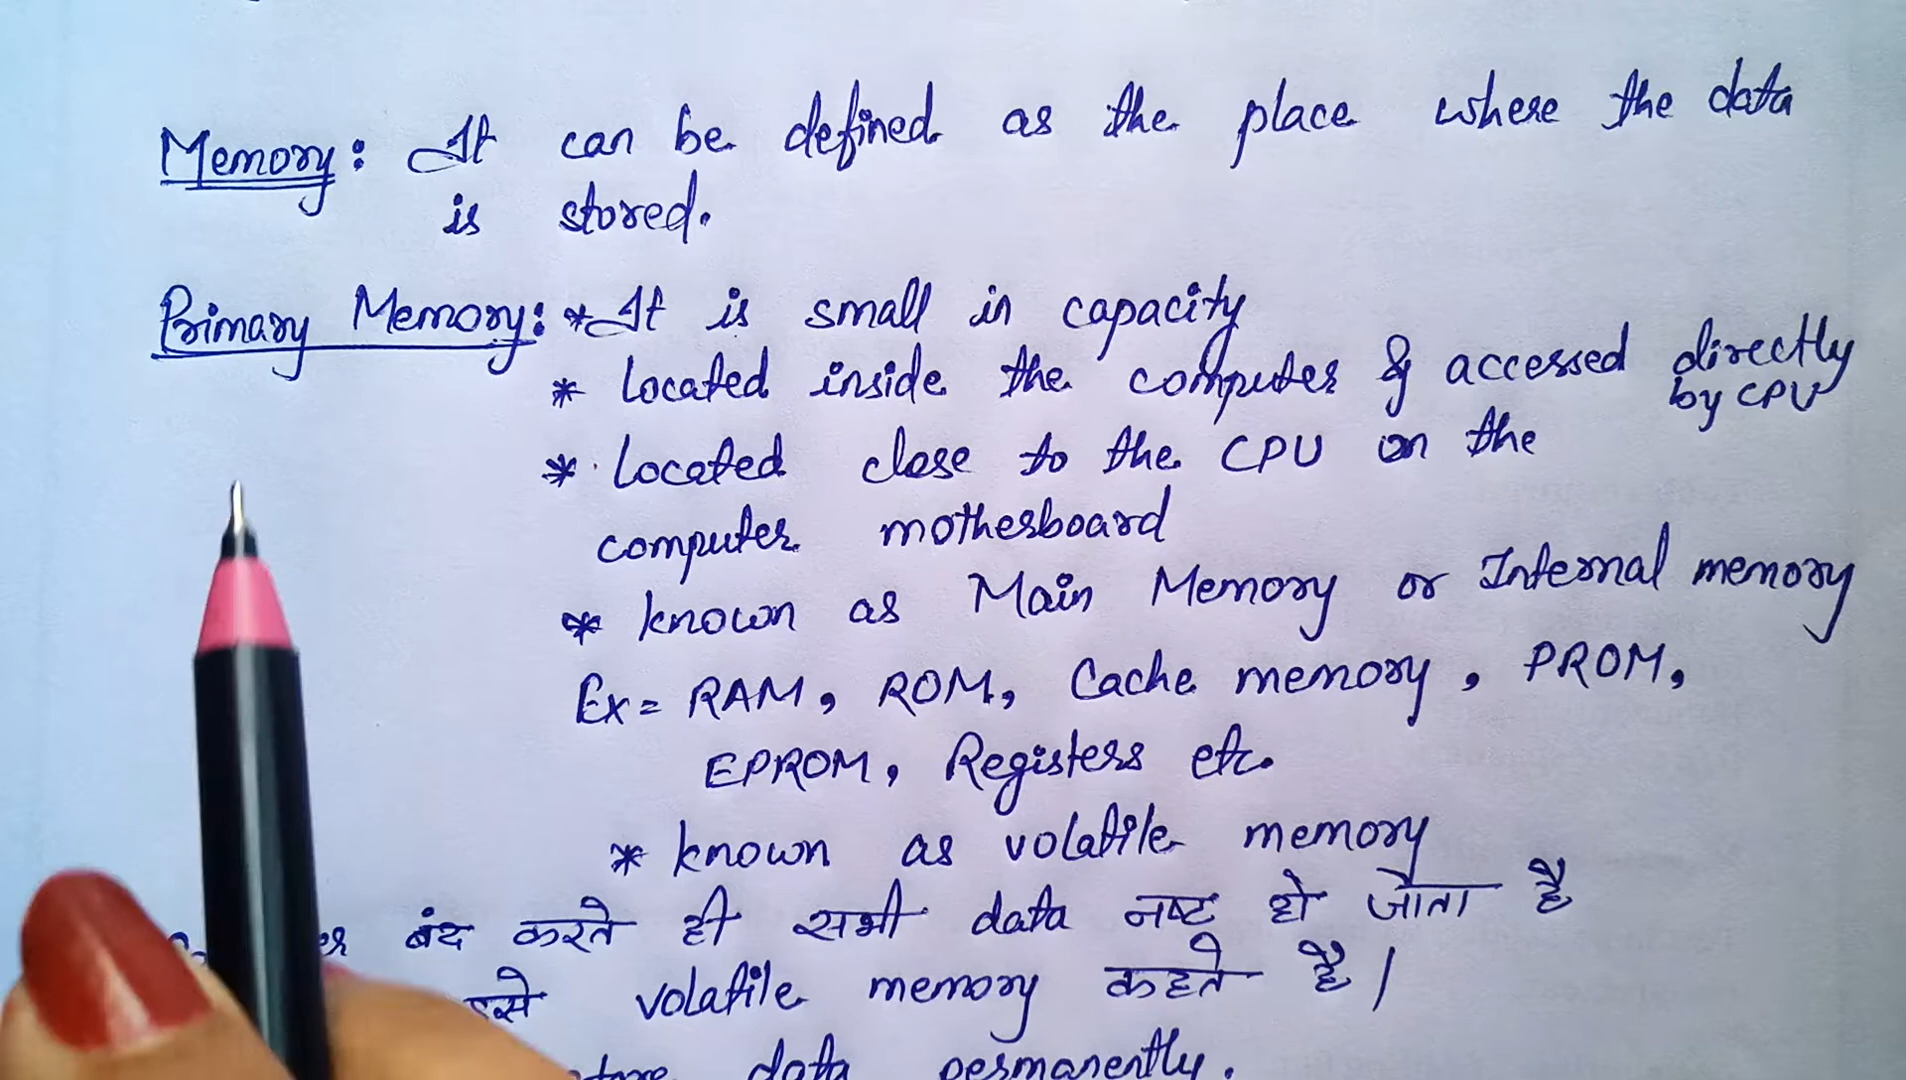 Memory: It can be defined as the place where the data
is stored.
Primary Memory: * It is small in capacity
* Located inside the computer & accessed directly
by CPU
* Located close to the CPU on the
computer motherboard
* known as Main Memory or Internal memory
Ex = RAM, ROM, Cache memory, PROM,
EPROM, Registers etc.
* known as volatile memory
बंद करते ही सभी data नष्ट हो जाता है
इसे volatile memory कहते है।
data permanently.